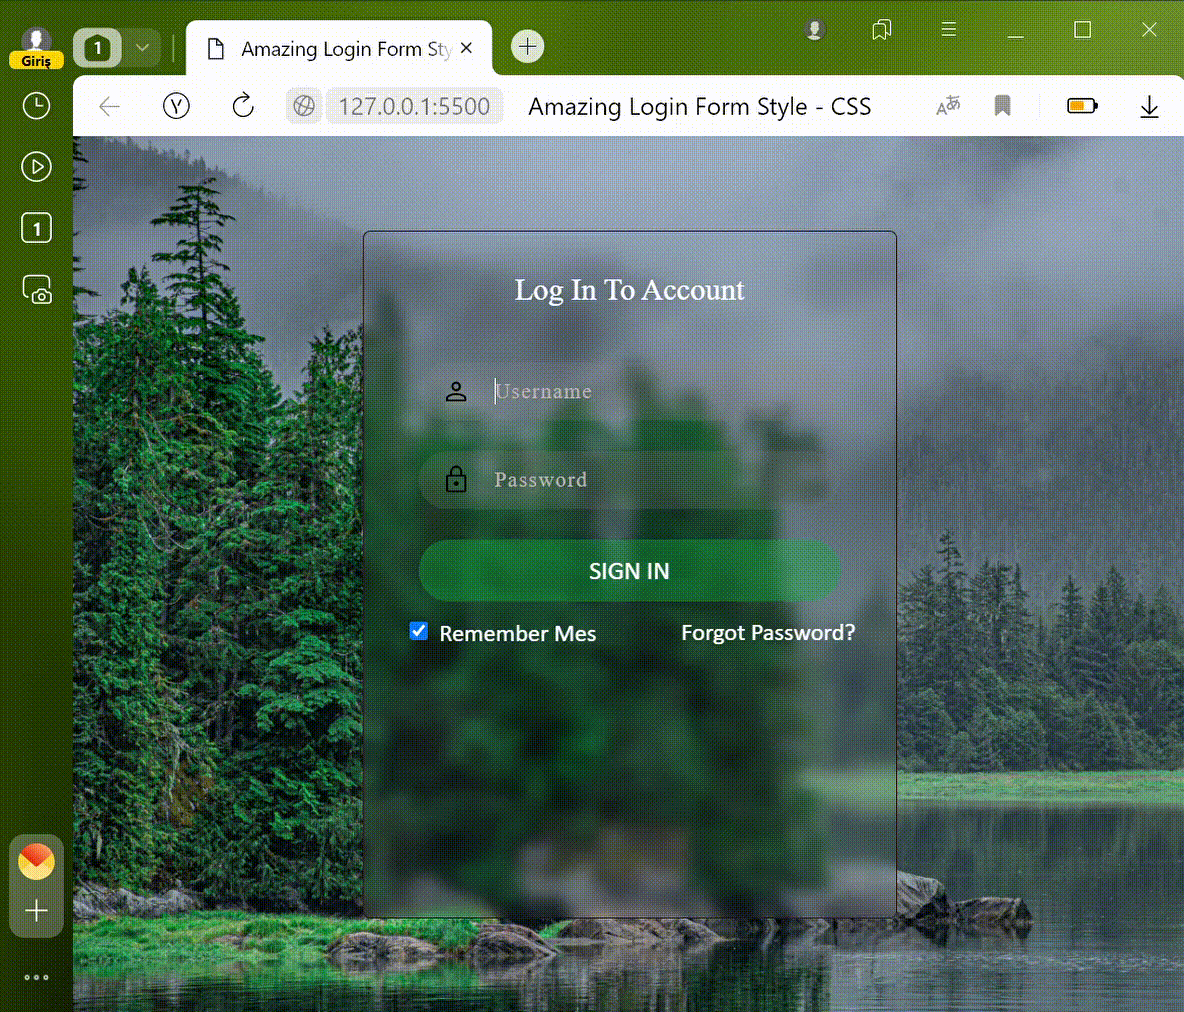 Giriş
1
Amazing Login Form Sty
127.0.0.1:5500
Amazing Login Form Style - CSS
1
Log In To Account
Username
Password
SIGN IN
Remember Mes
Forgot Password?